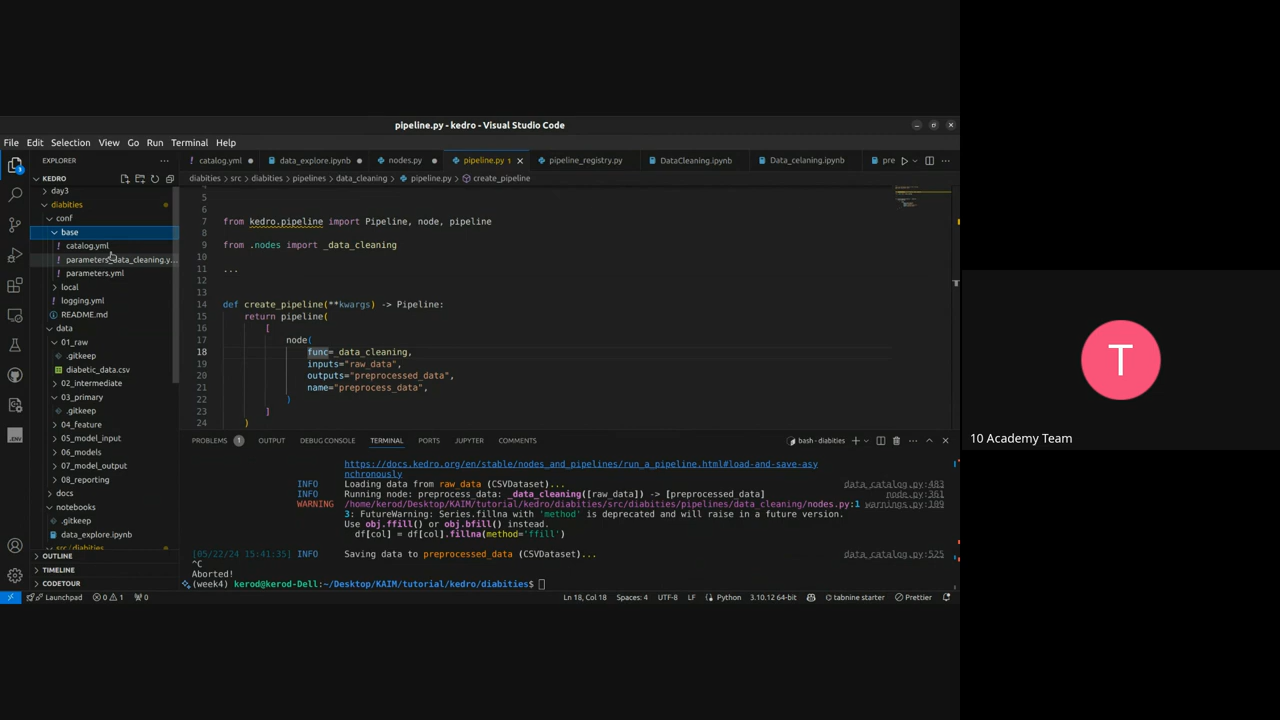 pipeline.py - kedro - Visual Studio Code
File Edit Selection View Go Run Terminal Help
EXPLORER
KEDRO
day3
diabities
conf
base
catalog.yml
parameters_data_cleaning.y...
parameters.yml
local
logging.yml
README.md
data
01_raw
.gitkeep
diabetic_data.csv
02_intermediate
03_primary
.gitkeep
04_feature
05_model_input
06_models
07_model_output
08_reporting
docs
notebooks
.gitkeep
data_explore.ipynb
src/diabities
OUTLINE
TIMELINE
CODETOUR
catalog.yml data_explore.ipynb nodes.py pipeline.py 1 pipeline_registry.py DataCleaning.ipynb Data_celaning.ipynb pre
diabities > src > diabities > pipelines > data_cleaning > pipeline.py > create_pipeline
5
6
7 from kedro.pipeline import Pipeline, node, pipeline
8
9 from .nodes import _data_cleaning
10
11 ...
12
13
14 def create_pipeline(**kwargs) -> Pipeline:
15 return pipeline(
16 [
17 node(
18 func=_data_cleaning,
19 inputs="raw_data",
20 outputs="preprocessed_data",
21 name="preprocess_data",
22 )
23 ]
24 )
PROBLEMS 1 OUTPUT DEBUG CONSOLE TERMINAL PORTS JUPYTER COMMENTS
bash - diabities
https://docs.kedro.org/en/stable/nodes_and_pipelines/run_a_pipeline.html#load-and-save-asy
nchronously
INFO Loading data from raw_data (CSVDataset)... data_catalog.py:483
INFO Running node: preprocess_data: _data_cleaning([raw_data]) -> [preprocessed_data] node.py:361
WARNING /home/kerod/Desktop/KAIM/tutorial/kedro/diabities/src/diabities/pipelines/data_cleaning/nodes.py:1 warnings.py:109
3: FutureWarning: Series.fillna with 'method' is deprecated and will raise in a future version.
Use obj.ffill() or obj.bfill() instead.
df[col] = df[col].fillna(method='ffill')
[05/22/24 15:41:35] INFO Saving data to preprocessed_data (CSVDataset)... data_catalog.py:525
^C
Aborted!
(week4) kerod@kerod-Dell:~/Desktop/KAIM/tutorial/kedro/diabities$
Launchpad 0 1 0 Ln 18, Col 18 Spaces: 4 UTF-8 LF Python 3.10.12 64-bit tabnine starter Prettier
.ENV
3
T
10 Academy Team